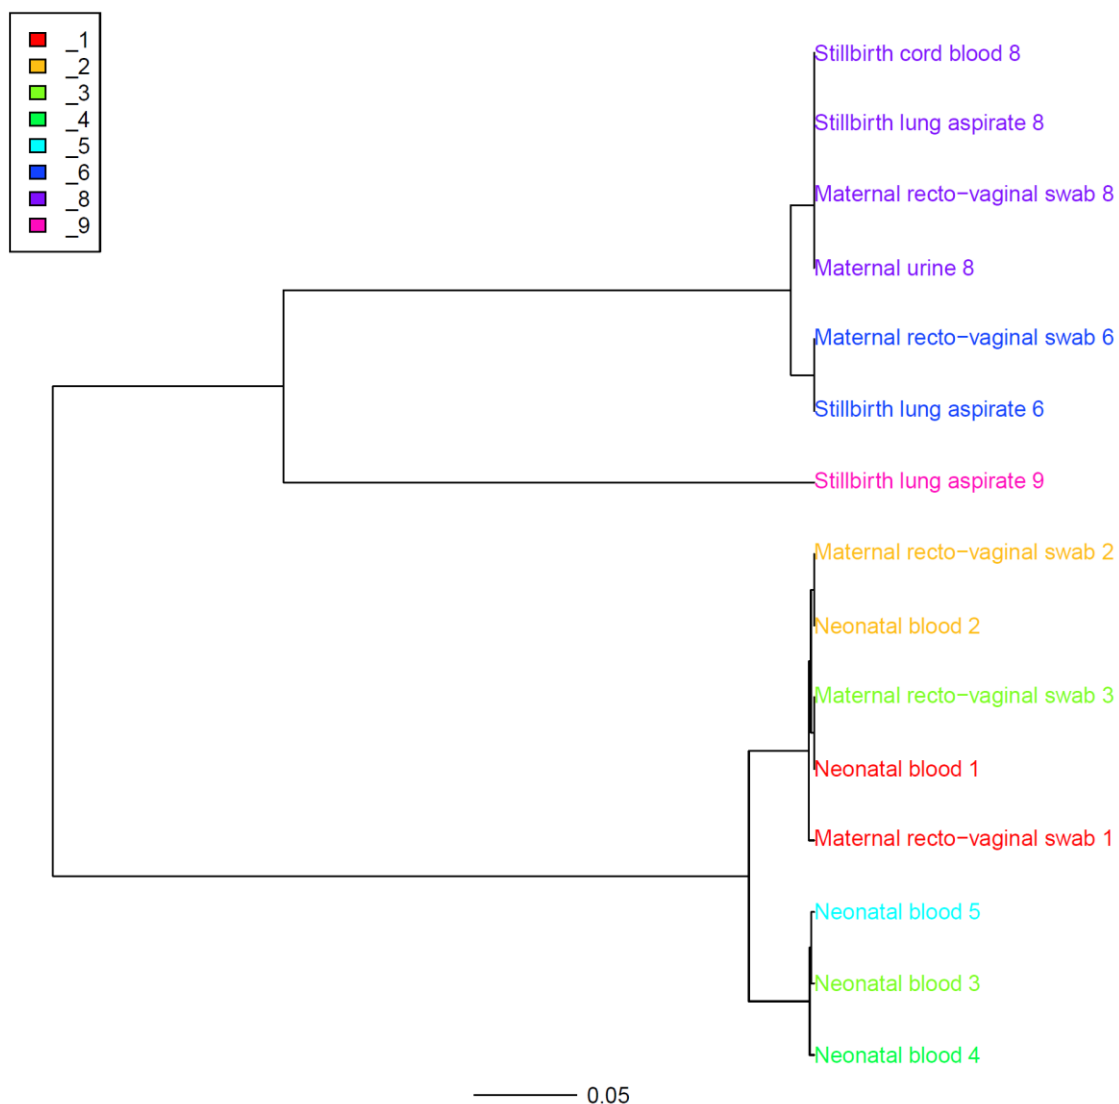 _1
_2
_3
_4
_5
_6
_8
_9
Stillbirth cord blood 8
Stillbirth lung aspirate 8
Maternal recto−vaginal swab 8
Maternal urine 8
Maternal recto−vaginal swab 6
Stillbirth lung aspirate 6
Stillbirth lung aspirate 9
Maternal recto−vaginal swab 2
Neonatal blood 2
Maternal recto−vaginal swab 3
Neonatal blood 1
Maternal recto−vaginal swab 1
Neonatal blood 5
Neonatal blood 3
Neonatal blood 4
0.05